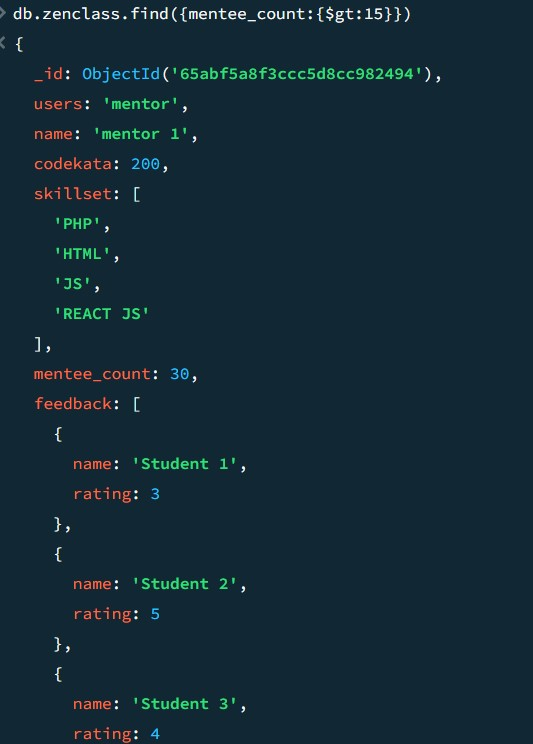 > db.zenclass.find({mentee_count:{$gt:15}})
< {
_id: ObjectId('65abf5a8f3ccc5d8cc982494'),
users: 'mentor',
name: 'mentor 1',
codekata: 200,
skillset: [
'PHP',
'HTML',
'JS',
'REACT JS'
],
mentee_count: 30,
feedback: [
{
name: 'Student 1',
rating: 3
},
{
name: 'Student 2',
rating: 5
},
{
name: 'Student 3',
rating: 4